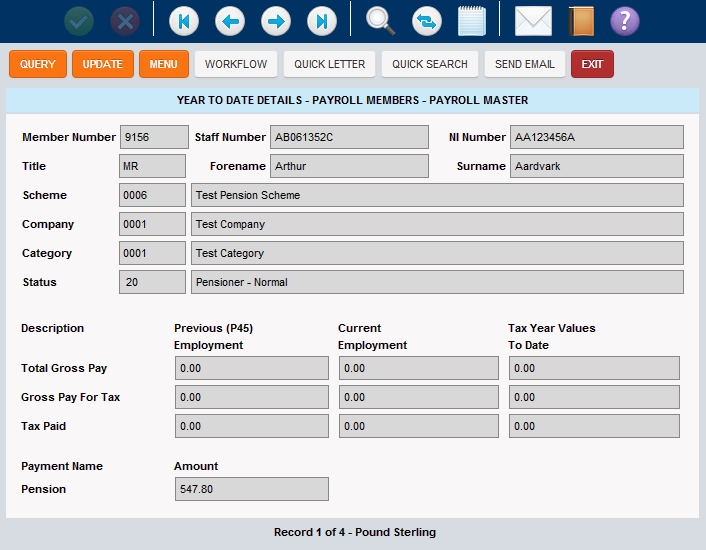 ?
QUERY UPDATE MENU WORKFLOW QUICK LETTER QUICK SEARCH SEND EMAIL EXIT
YEAR TO DATE DETAILS - PAYROLL MEMBERS - PAYROLL MASTER
Member Number 9156 Staff Number AB061352C NI Number AA123456A
Title MR Forename Arthur Surname Aardvark
Scheme 0006 Test Pension Scheme
Company 0001 Test Company
Category 0001 Test Category
Status 20 Pensioner - Normal
Description Previous (P45) Current Tax Year Values
Employment Employment To Date
Total Gross Pay 0.00 0.00 0.00
Gross Pay For Tax 0.00 0.00 0.00
Tax Paid 0.00 0.00 0.00
Payment Name Amount
Pension 547.80
Record 1 of 4 - Pound Sterling